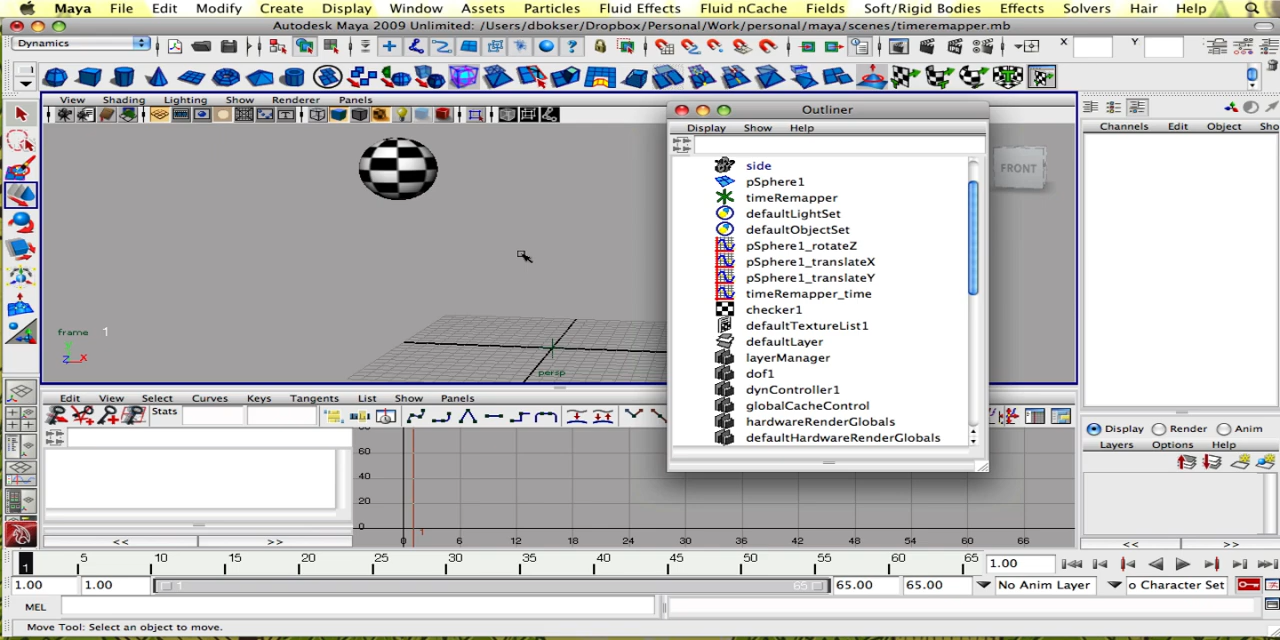 Maya File Edit Modify Create Display Window Assets Polygons Particles Fluid Effects Fluid nCache Fields Soft/Rigid Bodies Effects Solvers Hair Help
Autodesk Maya 2009 Unlimited: /Users/dbokser/Dropbox/Personal/Work/personal/maya/scenes/timeremapper.mb
Dynamics
X
Y
View Shading Lighting Show Renderer Panels
Outliner
Display Show Help
side
pSphere1
timeRemapper
defaultLightSet
defaultObjectSet
pSphere1_rotateZ
pSphere1_translateX
pSphere1_translateY
timeRemapper_time
checker1
defaultTextureList1
defaultLayer
layerManager
dof1
dynController1
globalCacheControl
hardwareRenderGlobals
defaultHardwareRenderGlobals
FRONT
Channels Edit Object Sho
frame 1
Z X
persp
Edit View Select Curves Keys Tangents List Show Panels
Stats
60
40
20
0
1
0 6 12 18 24 30 36 42 48 54 60 66
<< >>
Display Render Anim
Layers Options Help
<< >>
1 5 10 15 20 25 30 35 40 45 50 55 60 65
1.00
1.00 1.00 1 65 65.00 65.00 No Anim Layer o Character Set
MEL
Move Tool: Select an object to move.